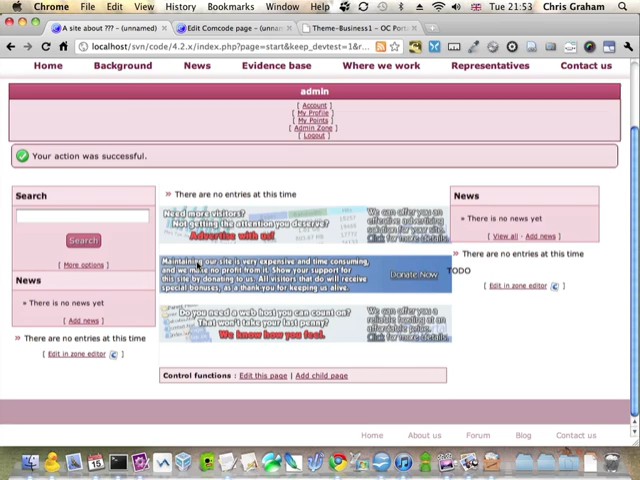 Chrome File Edit View History Bookmarks Window Help Tue 21:53 Chris Graham
A site about ??? – (unnamed) Edit Comcode page – (unnam Theme-Business1 – OC Port
localhost/svn/code/4.2.x/index.php?page=start&keep_devtest=1&r...
Home Background News Evidence base Where we work Representatives Contact us
admin
[ Account ]
[ My Profile ]
[ My Points ]
[ Admin Zone ]
[ Logout ]
Your action was successful.
Search
Search
[ More options ]
News
» There is no news yet
[ Add news ]
» There are no entries at this time
[ Edit in zone editor ]
» There are no entries at this time
Need more visitors?
Not getting the attention you deserve?
Advertise with us!
We can offer you an
effective advertising
solution for your site.
Click for more details.
Maintaining our site is very expensive and time consuming,
and we make no profit from it. Show your support for
this site by donating to us. All visitors that do will receive
special bonuses, as a thank you for keeping us alive.
Donate Now
Do you need a web host you can count on?
That won't take your last penny?
We know how you feel.
We can offer you a
reliable hosting at an
affordable price.
Click for more details.
Control functions : Edit this page | Add child page
News
» There is no news yet
[ View all · Add news ]
» There are no entries at this time
TODO
[ Edit in zone editor ]
Home About us Forum Blog Contact us
15